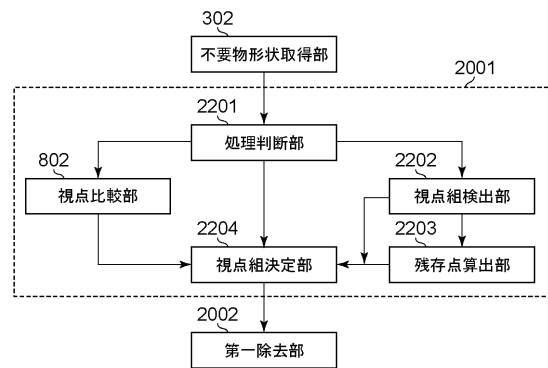 302
不要物形状取得部
2001
2201
処理判断部
802
視点比較部
2202
視点組検出部
2204
視点組決定部
2203
残存点算出部
2002
第一除去部